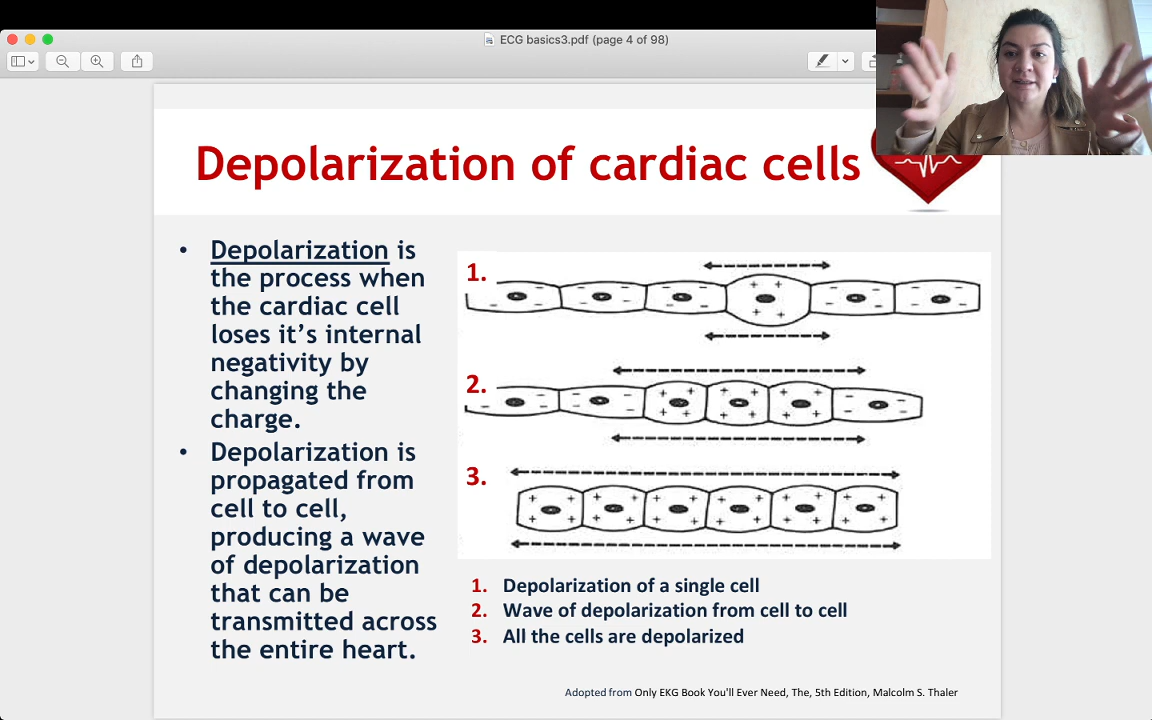 ECG basics3.pdf (page 4 of 98)
Depolarization of cardiac cells
• Depolarization is
the process when
the cardiac cell
loses it’s internal
negativity by
changing the
charge.
• Depolarization is
propagated from
cell to cell,
producing a wave
of depolarization
that can be
transmitted across
the entire heart.
1.
2.
3.
1. Depolarization of a single cell
2. Wave of depolarization from cell to cell
3. All the cells are depolarized
Adopted from Only EKG Book You'll Ever Need, The, 5th Edition, Malcolm S. Thaler